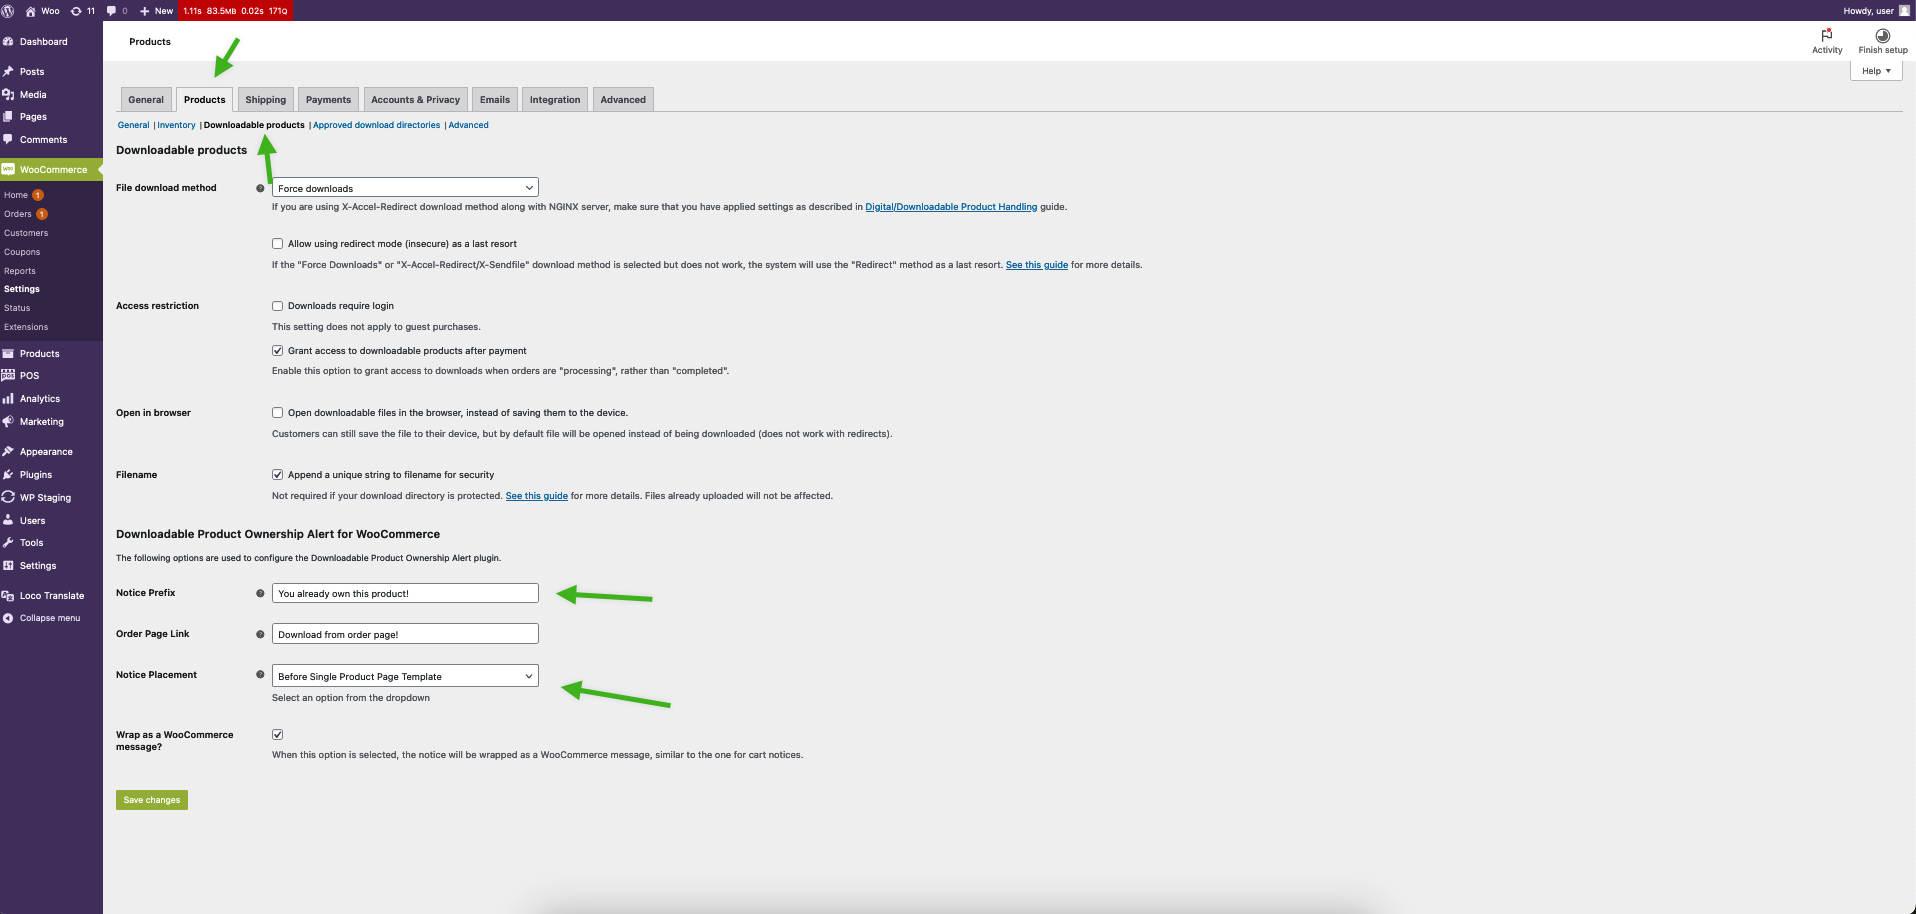 Woo 11 0 New 1.11s 83.5MB 0.02s 171Q Howdy, user
Dashboard
Posts
Media
Pages
Comments
WooCommerce
Home 1
Orders 1
Customers
Coupons
Reports
Settings
Status
Extensions
Products
POS
Analytics
Marketing
Appearance
Plugins
WP Staging
Users
Tools
Settings
Loco Translate
Collapse menu
Products
Activity Finish setup
Help
General Products Shipping Payments Accounts & Privacy Emails Integration Advanced
General | Inventory | Downloadable products | Approved download directories | Advanced
Downloadable products
File download method Force downloads
If you are using X-Accel-Redirect download method along with NGINX server, make sure that you have applied settings as described in Digital/Downloadable Product Handling guide.
Allow using redirect mode (insecure) as a last resort
If the "Force Downloads" or "X-Accel-Redirect/X-Sendfile" download method is selected but does not work, the system will use the "Redirect" method as a last resort. See this guide for more details.
Access restriction Downloads require login
This setting does not apply to guest purchases.
Grant access to downloadable products after payment
Enable this option to grant access to downloads when orders are "processing", rather than "completed".
Open in browser Open downloadable files in the browser, instead of saving them to the device.
Customers can still save the file to their device, but by default file will be opened instead of being downloaded (does not work with redirects).
Filename Append a unique string to filename for security
Not required if your download directory is protected. See this guide for more details. Files already uploaded will not be affected.
Downloadable Product Ownership Alert for WooCommerce
The following options are used to configure the Downloadable Product Ownership Alert plugin.
Notice Prefix You already own this product!
Order Page Link Download from order page!
Notice Placement Before Single Product Page Template
Select an option from the dropdown
Wrap as a WooCommerce
message?
When this option is selected, the notice will be wrapped as a WooCommerce message, similar to the one for cart notices.
Save changes